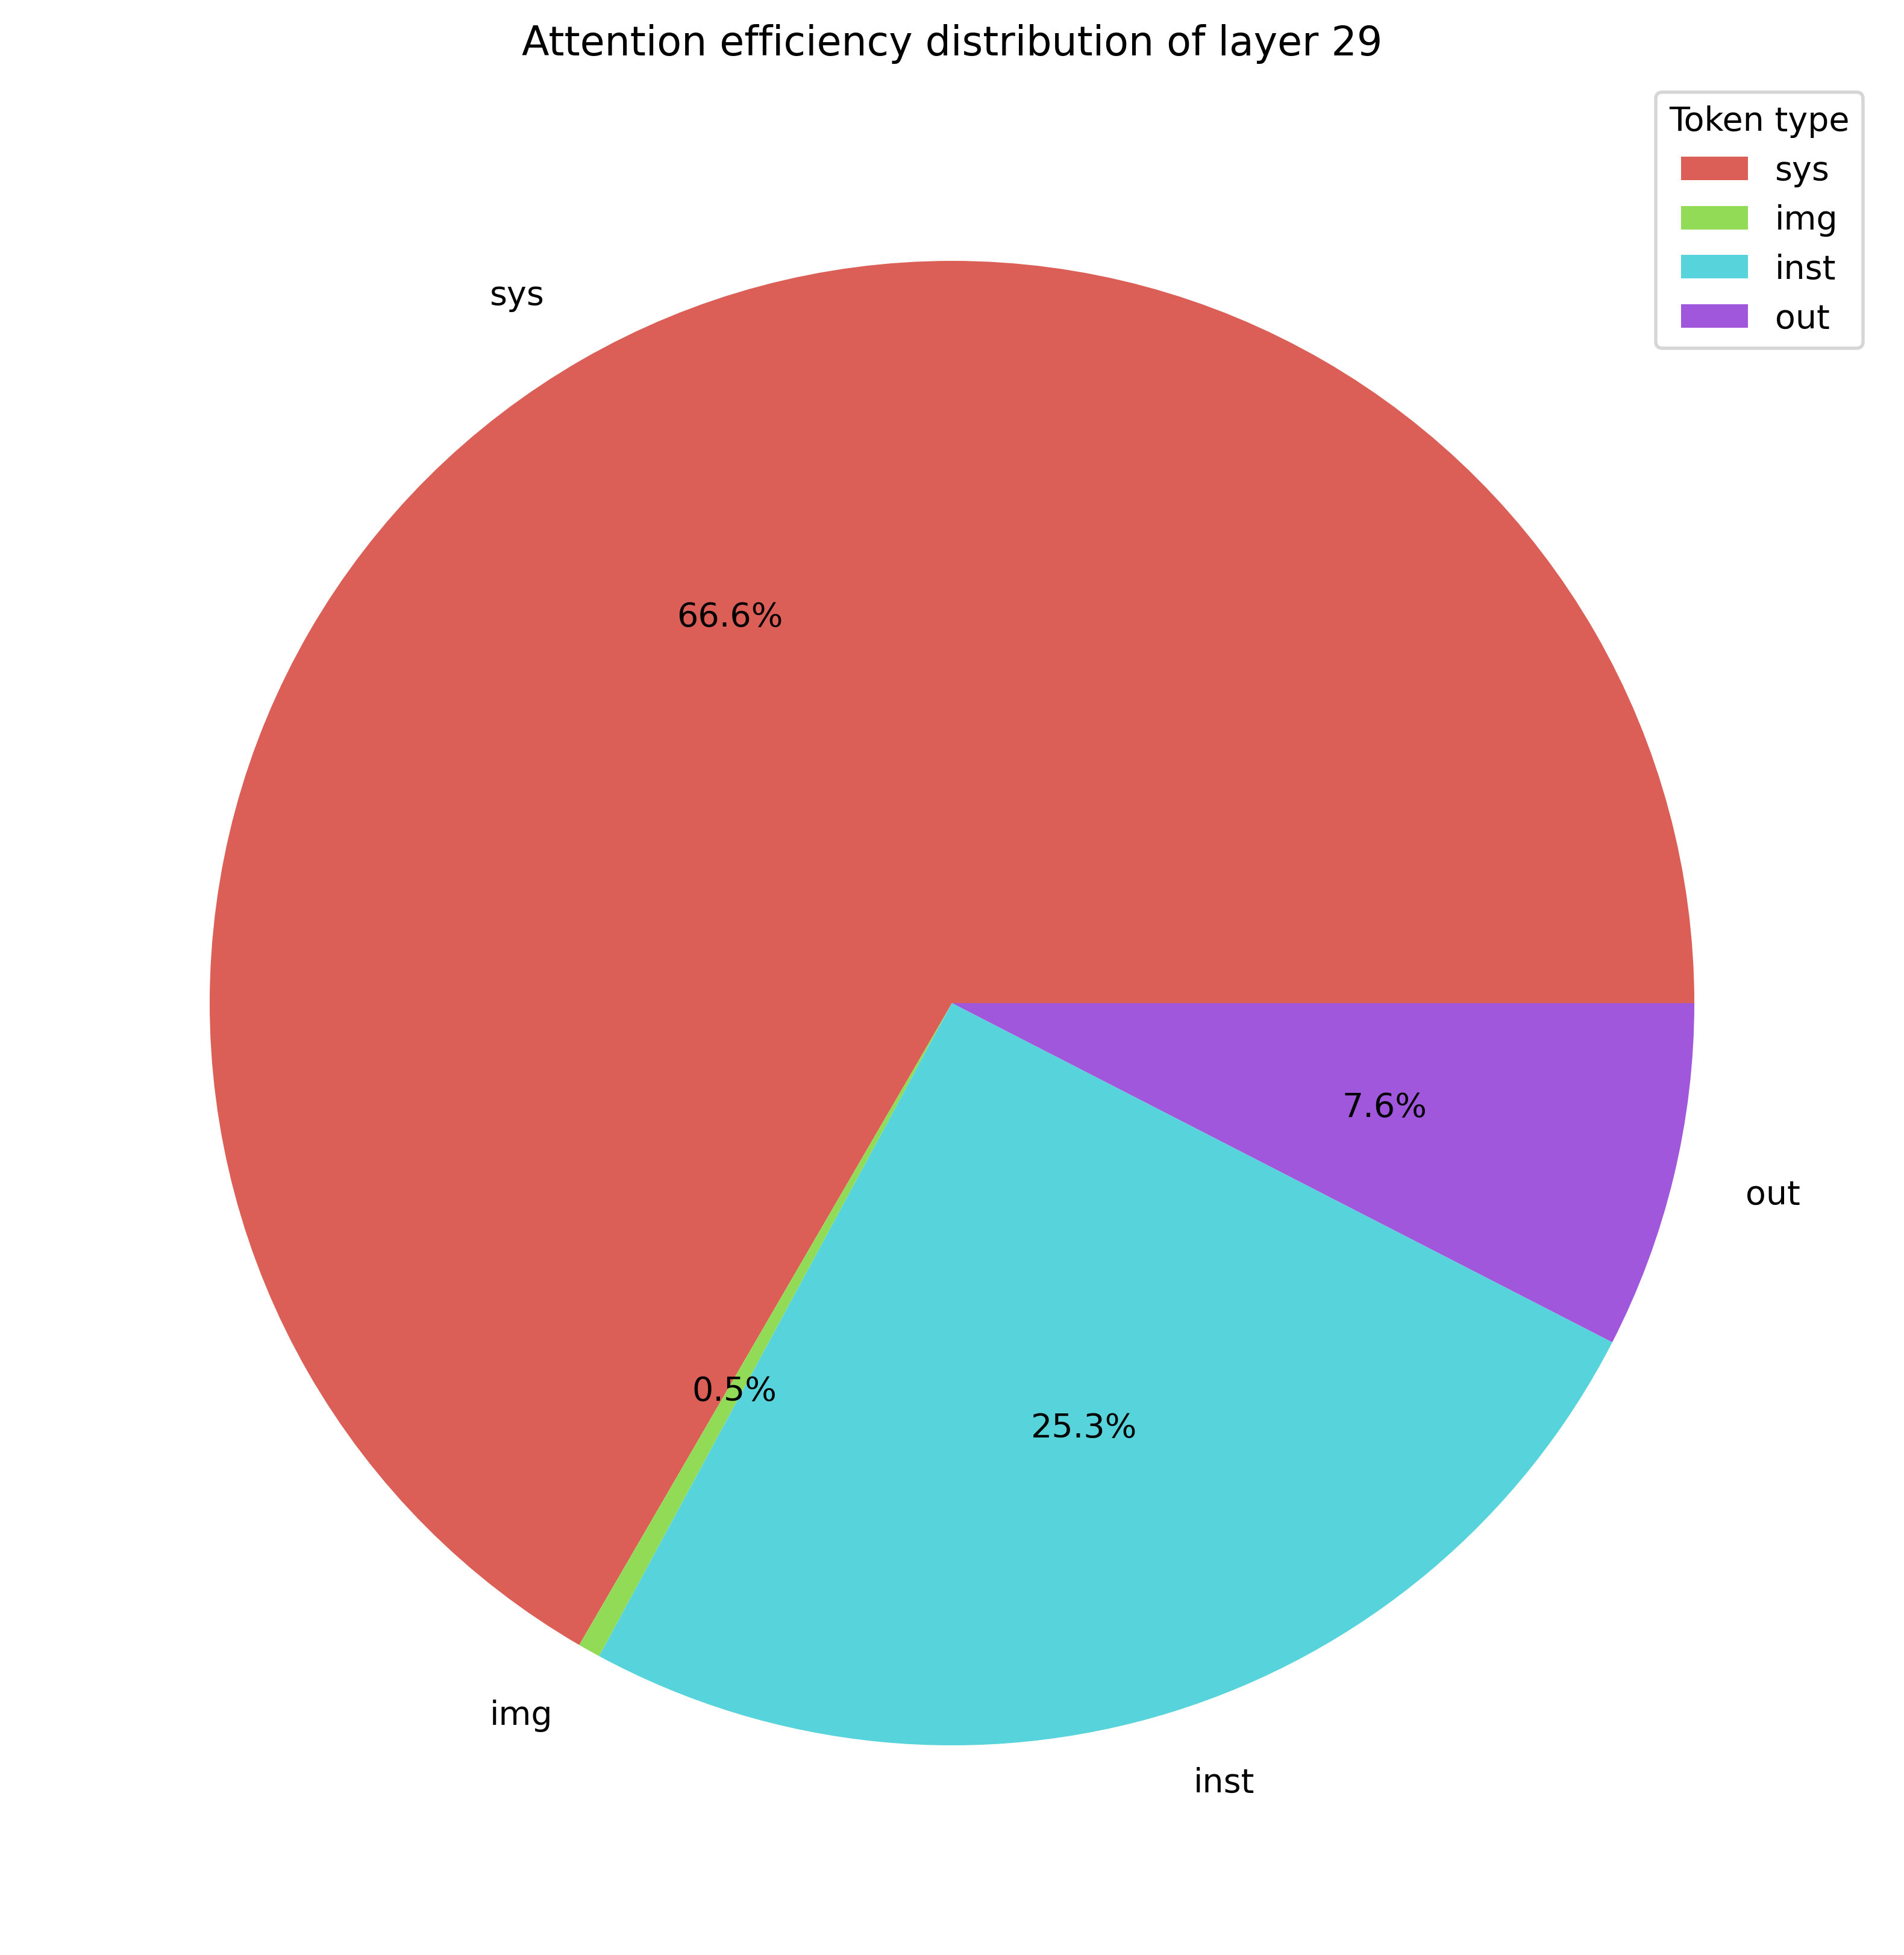 Attention efficiency distribution of layer 29
Token type
sys
img
inst
out
sys
66.6%
7.6%
out
0.5%
25.3%
img
inst